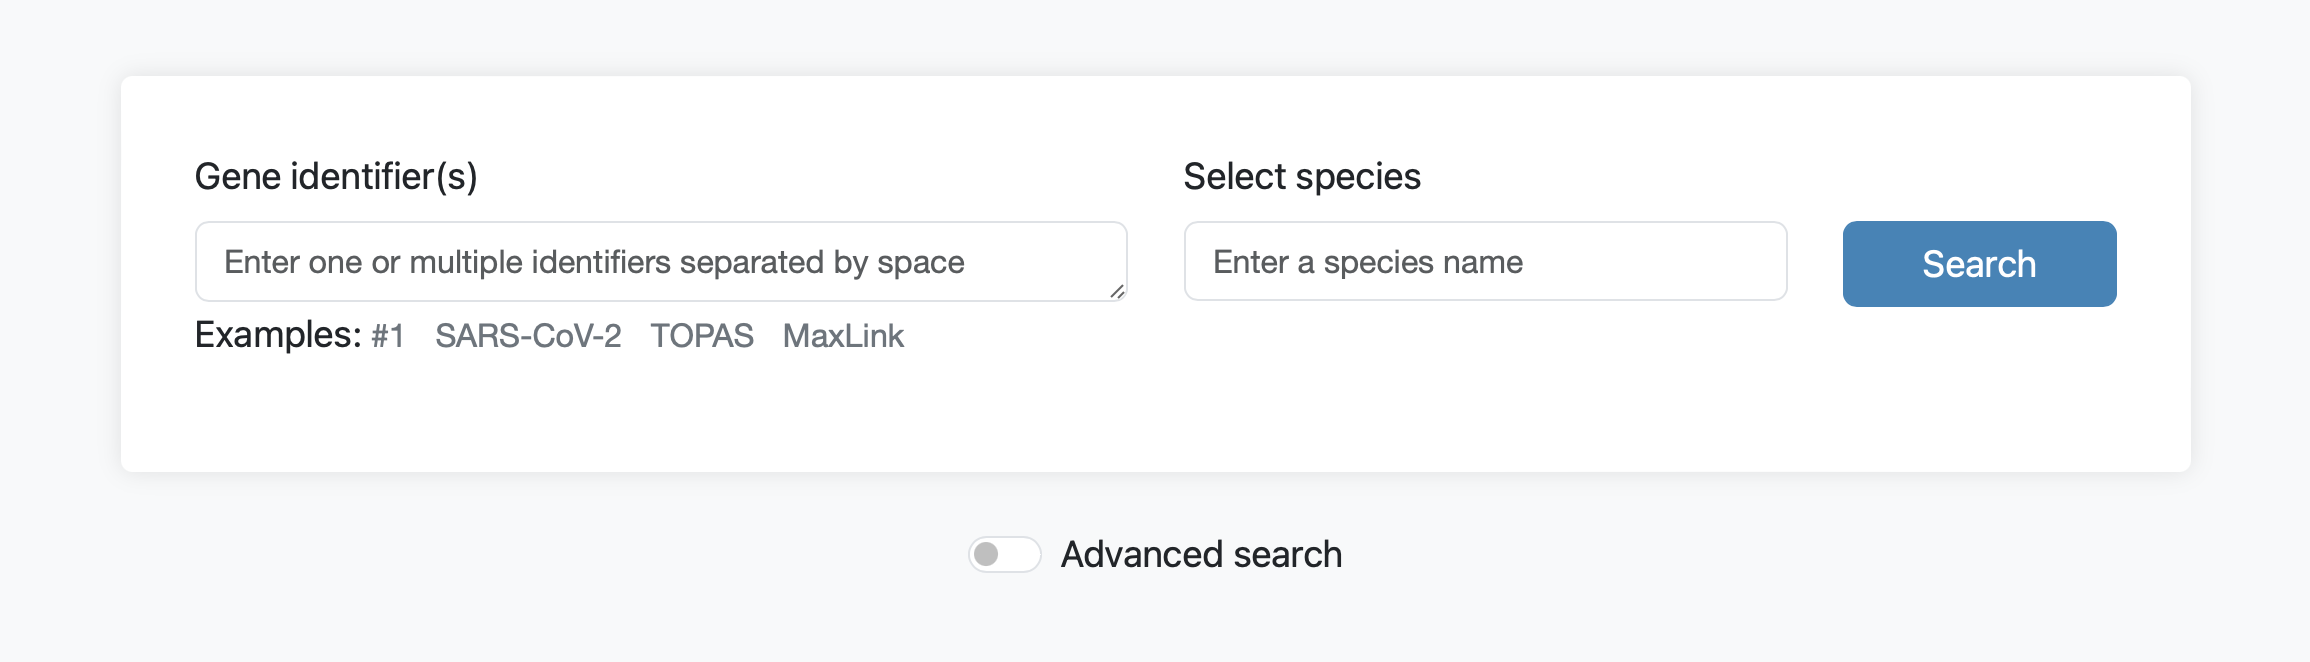 Gene identifier(s)
Select species
Enter one or multiple identifiers separated by space
Enter a species name
Search
Examples: #1 SARS-CoV-2 TOPAS MaxLink
Advanced search